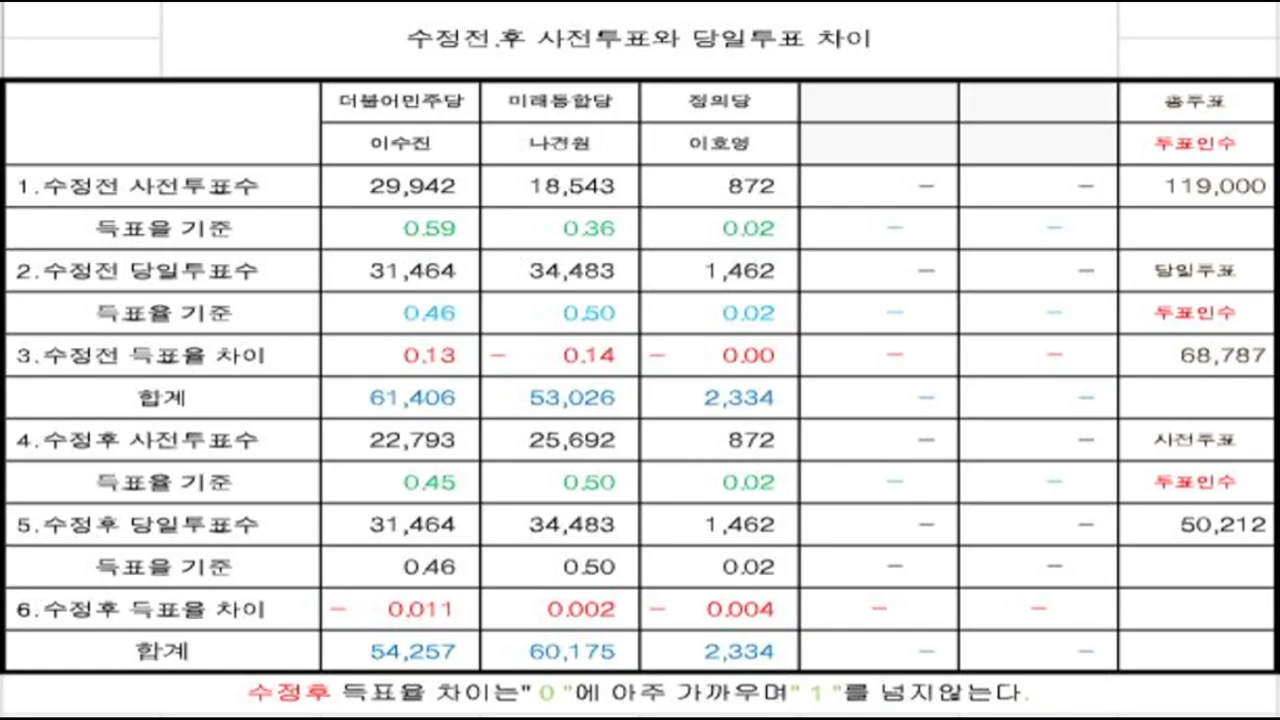 수정전.후 사전투표와 당일투표 차이
더불어민주당 미래통합당 정의당 총투표
이수진 나경원 이호영 투표인수
1.수정전 사전투표수 29,942 18,543 872 - - 119,000
득표율 기준 0.59 0.36 0.02 - -
2.수정전 당일투표수 31,464 34,483 1,462 - - 당일투표
득표율 기준 0.46 0.50 0.02 - - 투표인수
3.수정전 득표율 차이 0.13 - 0.14 - 0.00 - - 68,787
합계 61,406 53,026 2,334 - -
4.수정후 사전투표수 22,793 25,692 872 - - 사전투표
득표율 기준 0.45 0.50 0.02 - - 투표인수
5.수정후 당일투표수 31,464 34,483 1,462 - - 50,212
득표율 기준 0.46 0.50 0.02 - -
6.수정후 득표율 차이 - 0.011 0.002 - 0.004 - -
합계 54,257 60,175 2,334 - -
수정후 득표율 차이는" 0 "에 아주 가까우며" 1 "를 넘지않는다.